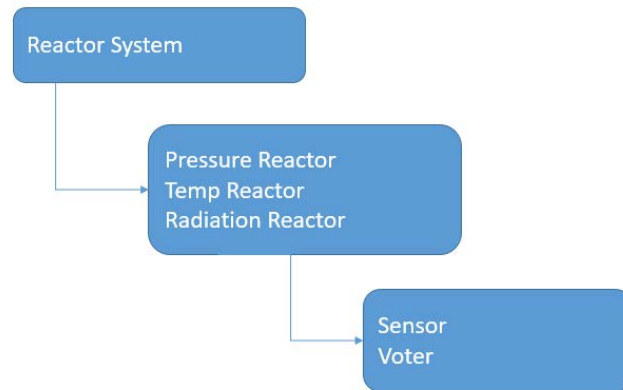 Reactor System
Pressure Reactor
Temp Reactor
Radiation Reactor
Sensor
Voter